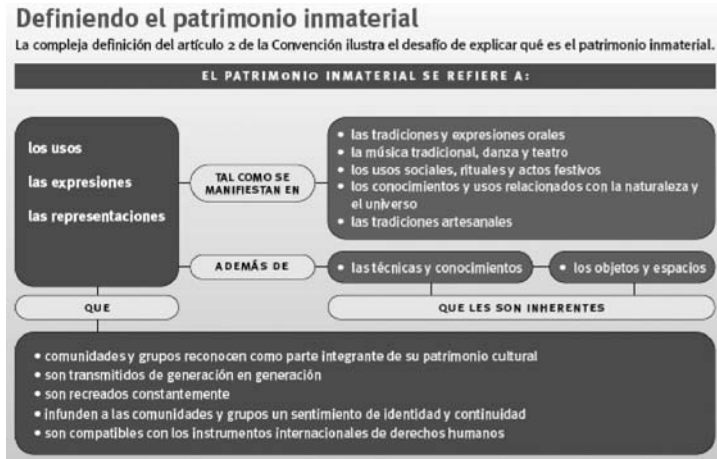 Definiendo el patrimonio inmaterial
La compleja definición del artículo 2 de la Convención ilustra el desafío de explicar qué es el patrimonio inmaterial.
EL PATRIMONIO INMATERIAL SE REFIERE A:
los usos
las expresiones
las representaciones
TAL COMO SE
MANIFIESTAN EN
• las tradiciones y expresiones orales
• la música tradicional, danza y teatro
• los usos sociales, rituales y actos festivos
• los conocimientos y usos relacionados con la naturaleza y
el universo
• las tradiciones artesanales
ADEMÁS DE
• las técnicas y conocimientos
• los objetos y espacios
QUE
QUE LES SON INHERENTES
• comunidades y grupos reconocen como parte integrante de su patrimonio cultural
• son transmitidos de generación en generación
• son recreados constantemente
• infunden a las comunidades y grupos un sentimiento de identidad y continuidad
• son compatibles con los instrumentos internacionales de derechos humanos